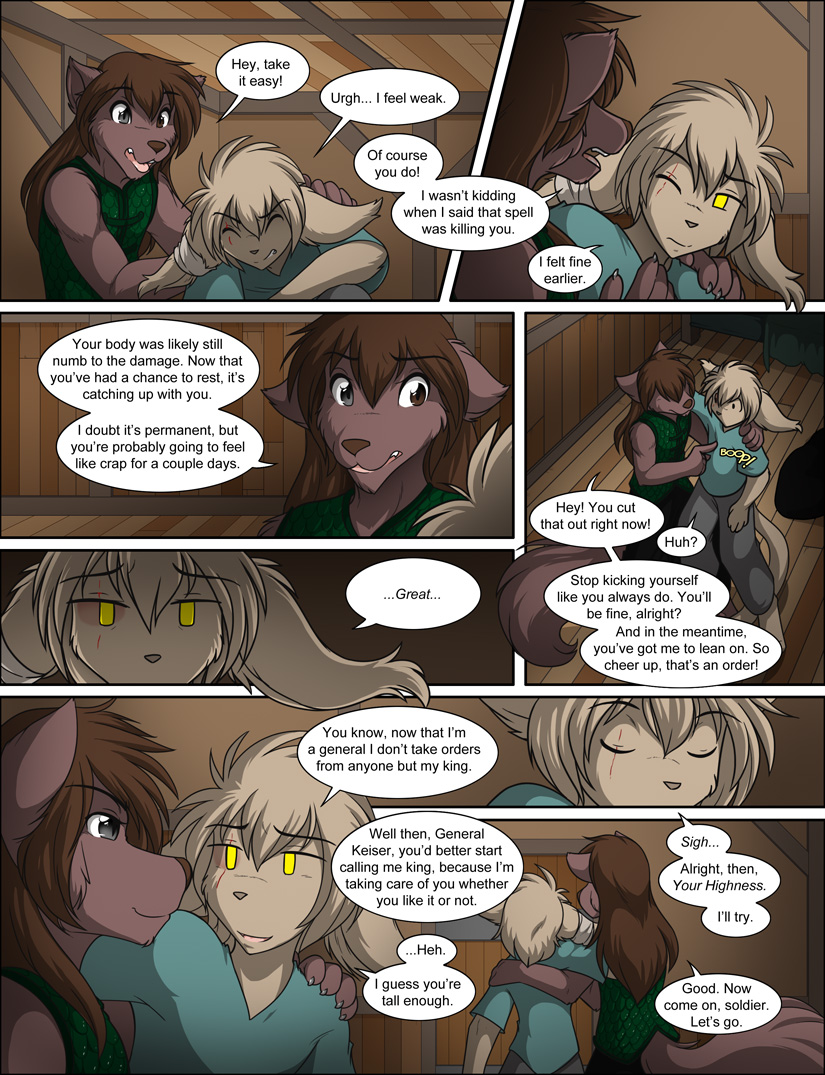 Hey, take
it easy!
Urgh... I feel weak.
Of course
you do!
I wasn't kidding
when I said that spell
was killing you.
I felt fine
earlier.
Your body was likely still
numb to the damage. Now that
you've had a chance to rest, it's
catching up with you.
I doubt it's permanent, but
you're probably going to feel
like crap for a couple days.
...Great...
BOOP!
Hey! You cut
that out right now!
Huh?
Stop kicking yourself
like you always do. You'll
be fine, alright?
And in the meantime,
you've got me to lean on. So
cheer up, that's an order!
You know, now that I'm
a general I don't take orders
from anyone but my king.
Well then, General
Keiser, you'd better start
calling me king, because I'm
taking care of you whether
you like it or not.
...Heh.
I guess you're
tall enough.
Sigh...
Alright, then,
Your Highness.
I'll try.
Good. Now
come on, soldier.
Let's go.